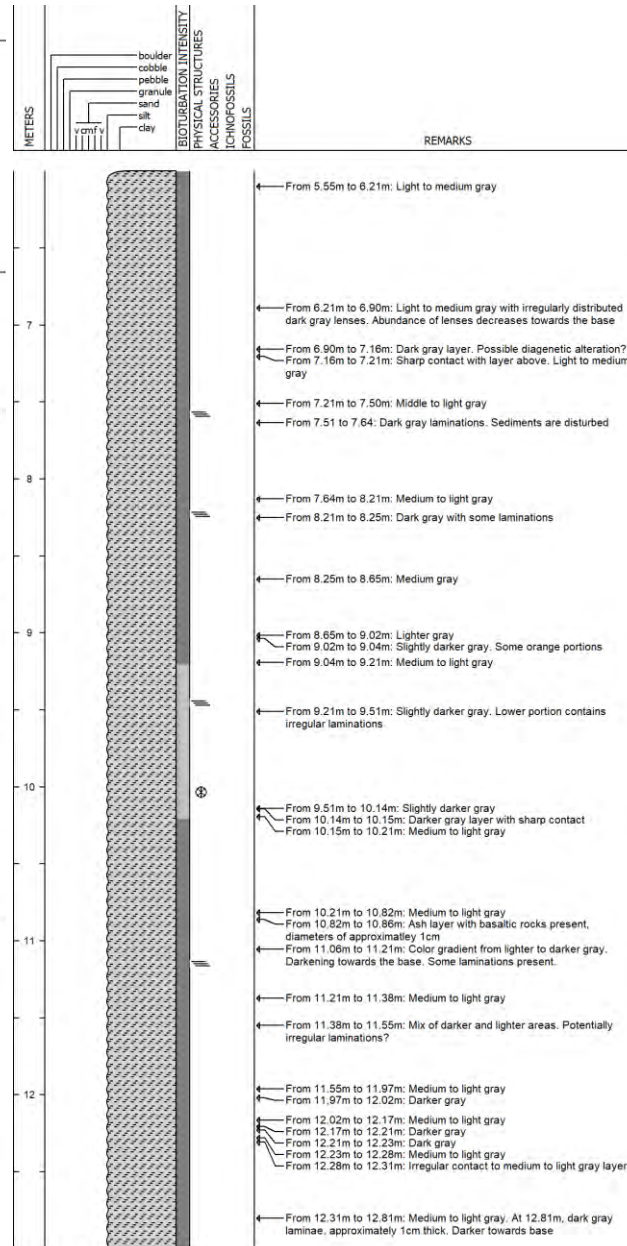 boulder
cobble
pebble
granule
sand
silt
clay
v c m f v
METERS
BIOTURBATION INTENSITY
PHYSICAL STRUCTURES
ACCESSORIES
ICHNOFOSSILS
FOSSILS
REMARKS
From 5.55m to 6.21m: Light to medium gray
From 6.21m to 6.90m: Light to medium gray with irregularly distributed
dark gray lenses. Abundance of lenses decreases towards the base
7
From 6.90m to 7.16m: Dark gray layer. Possible diagenetic alteration?
From 7.16m to 7.21m: Sharp contact with layer above. Light to medium
gray
From 7.21m to 7.50m: Middle to light gray
From 7.51 to 7.64: Dark gray laminations. Sediments are disturbed
8
From 7.64m to 8.21m: Medium to light gray
From 8.21m to 8.25m: Dark gray with some laminations
From 8.25m to 8.65m: Medium gray
9
From 8.65m to 9.02m: Lighter gray
From 9.02m to 9.04m: Slightly darker gray. Some orange portions
From 9.04m to 9.21m: Medium to light gray
From 9.21m to 9.51m: Slightly darker gray. Lower portion contains
irregular laminations
10
From 9.51m to 10.14m: Slightly darker gray
From 10.14m to 10.15m: Darker gray layer with sharp contact
From 10.15m to 10.21m: Medium to light gray
From 10.21m to 10.82m: Medium to light gray
From 10.82m to 10.86m: Ash layer with basaltic rocks present,
diameters of approximatley 1cm
11
From 11.06m to 11.21m: Color gradient from lighter to darker gray.
Darkening towards the base. Some laminations present.
From 11.21m to 11.38m: Medium to light gray
From 11.38m to 11.55m: Mix of darker and lighter areas. Potentially
irregular laminations?
12
From 11.55m to 11.97m: Medium to light gray
From 11,97m to 12.02m: Darker gray
From 12.02m to 12.17m: Medium to light gray
From 12.17m to 12.21m: Darker gray
From 12.21m to 12.23m: Dark gray
From 12.23m to 12.28m: Medium to light gray
From 12.28m to 12.31m: Irregular contact to medium to light gray layer
From 12.31m to 12.81m: Medium to light gray. At 12.81m, dark gray
laminae, approximately 1cm thick. Darker towards base